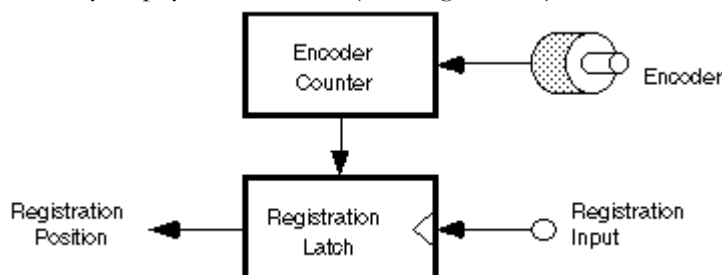 Encoder
Counter
Encoder
Registration
Position
Registration
Latch
Registration
Input